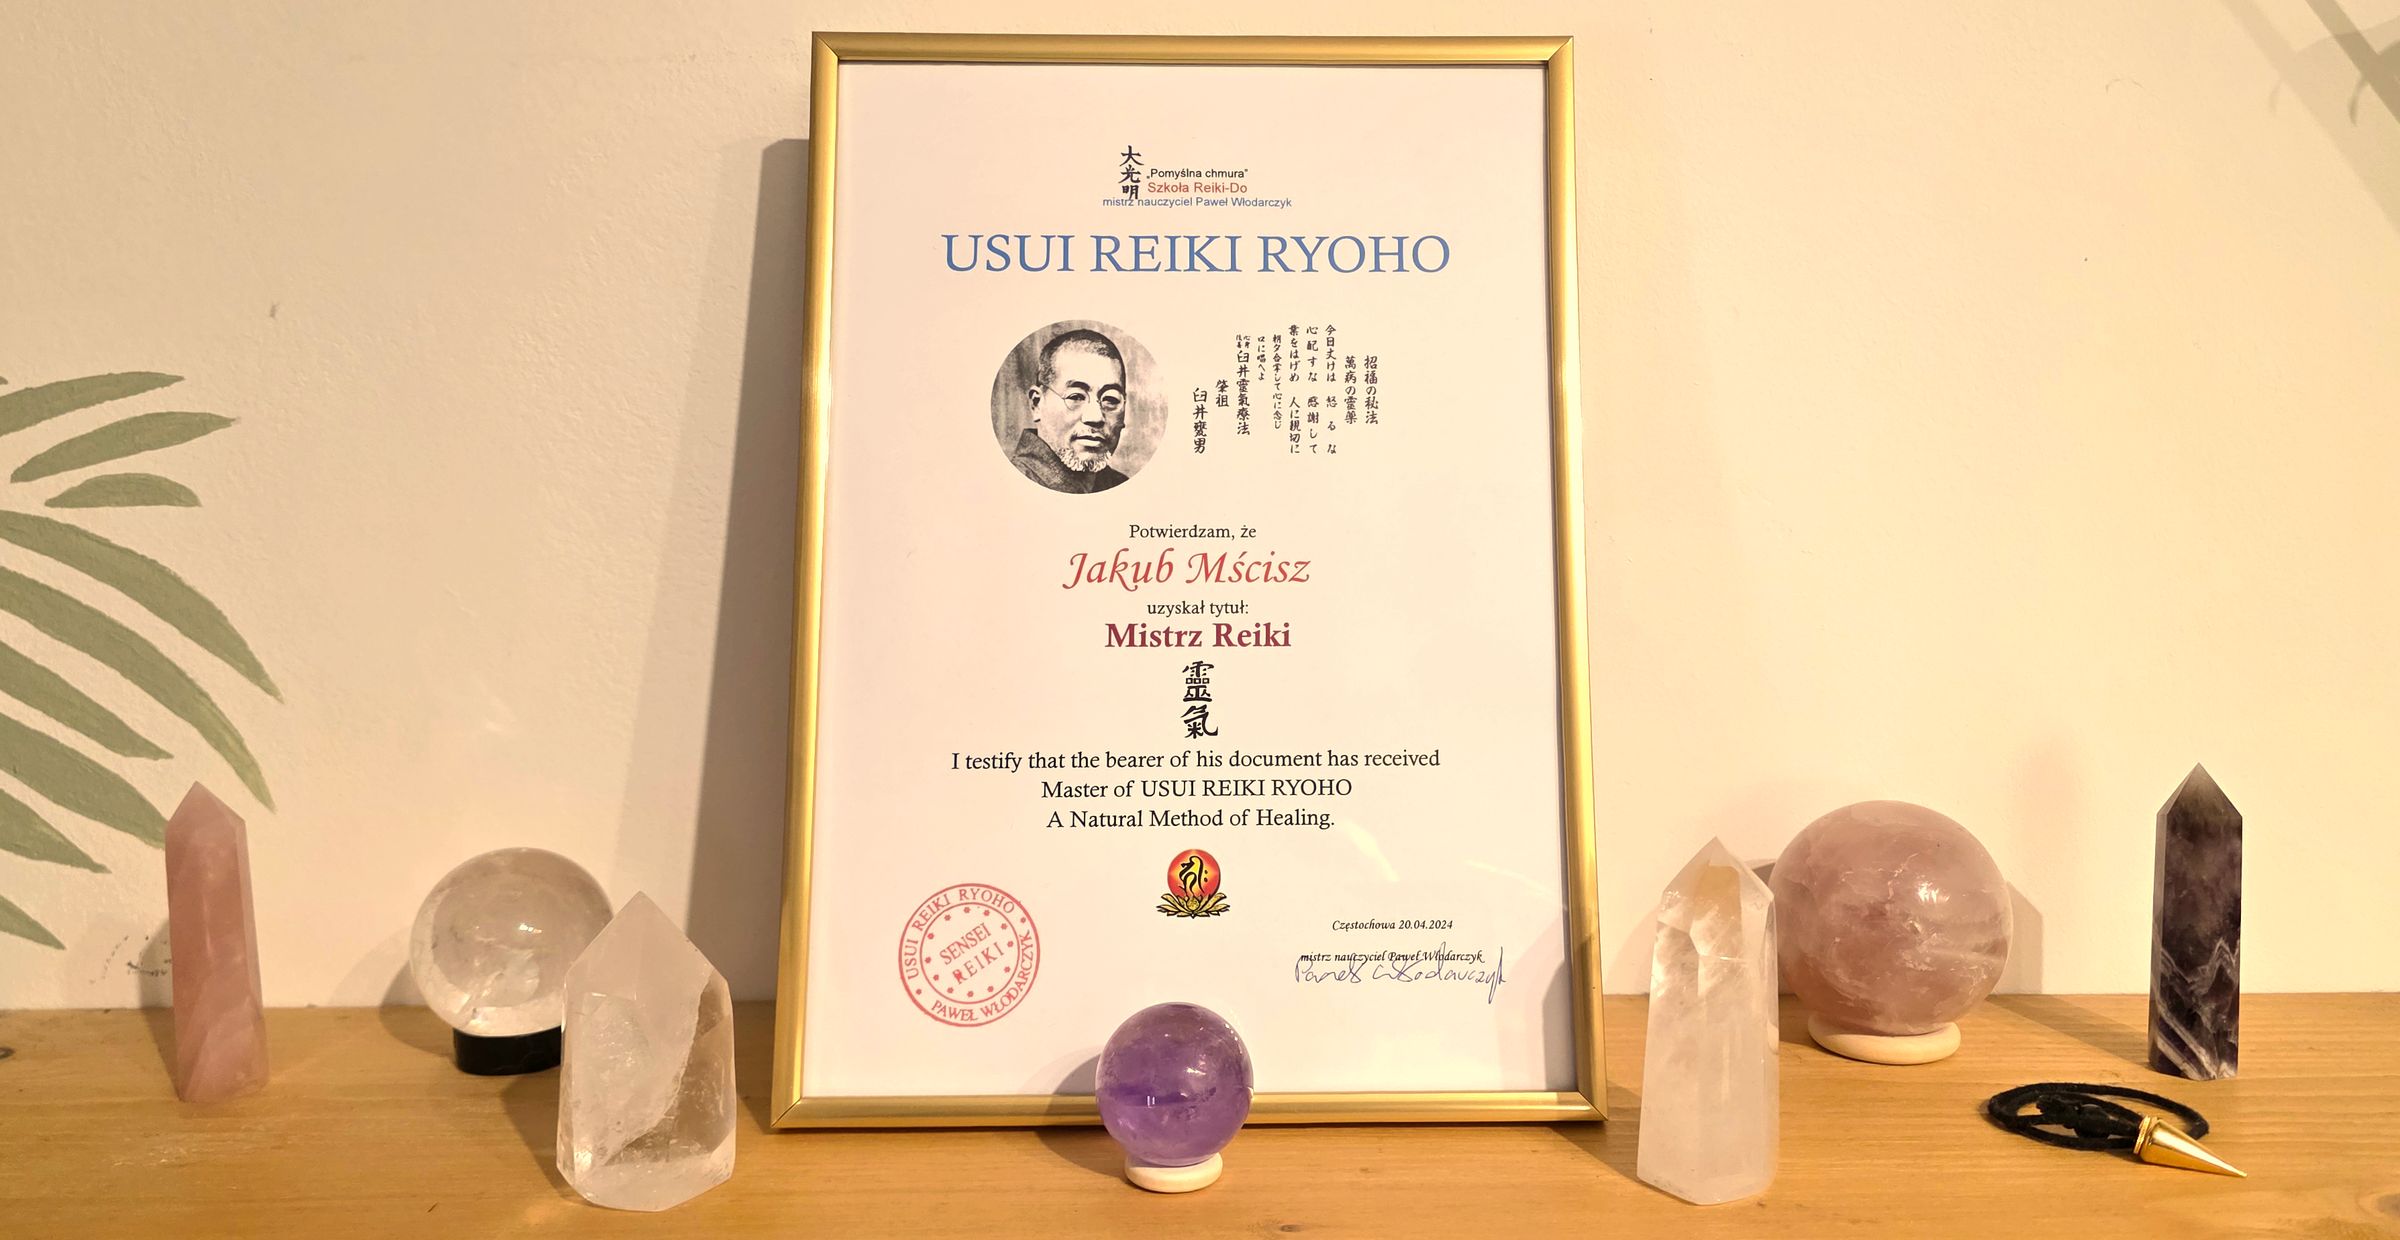 大光明
„Pomyślna chmura"
Szkoła Reiki-Do
mistrz nauczyciel Paweł Włodarczyk
USUI REIKI RYOHO
招福の秘法
萬病の霊薬
今日丈けは 怒るな
心配すな 感謝して
業をはげめ 人に親切に
朝夕合掌して心に念じ
口に唱へよ
心身改善 臼井靈氣療法
肇祖
臼井甕男
Potwierdzam, że
Jakub Mścisz
uzyskał tytuł:
Mistrz Reiki
靈氣
I testify that the bearer of his document has received
Master of USUI REIKI RYOHO
A Natural Method of Healing.
USUI REIKI RYOHO
SENSEI
REIKI
PAWEŁ WŁODARCZYK
Częstochowa 20.04.2024
mistrz nauczyciel Paweł Włodarczyk
Paweł Włodarczyk